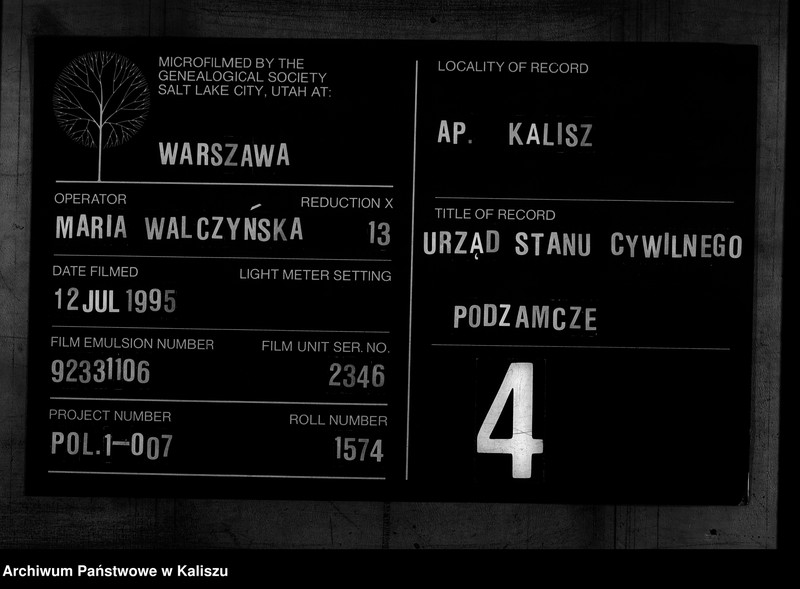 MICROFILMED BY THE
GENEALOGICAL SOCIETY
SALT LAKE CITY, UTAH AT:
WARSZAWA
OPERATOR REDUCTION X
MARIA WALCZYŃSKA 13
DATE FILMED LIGHT METER SETTING
12 JUL 1995
FILM EMULSION NUMBER FILM UNIT SER. NO.
92331106 2346
PROJECT NUMBER ROLL NUMBER
POL.1-007 1574
LOCALITY OF RECORD
AP. KALISZ
TITLE OF RECORD
URZĄD STANU CYWILNEGO
PODZAMCZE
4
Archiwum Państwowe w Kaliszu